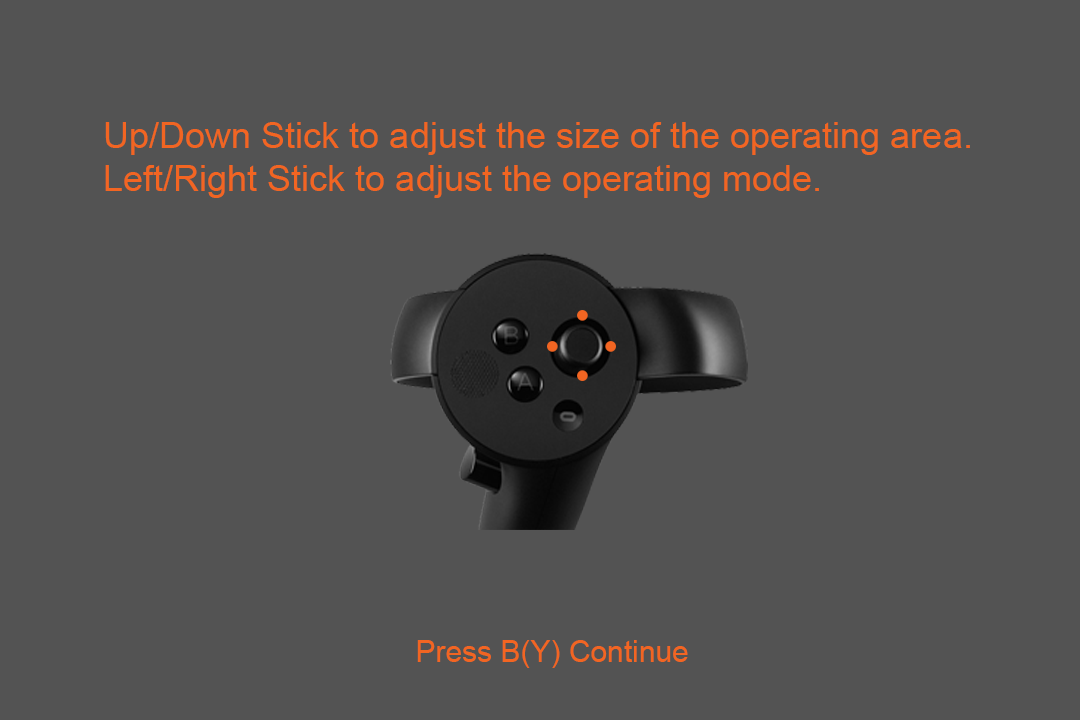 Up/Down Stick to adjust the size of the operating area.
Left/Right Stick to adjust the operating mode.
B
A
Press B(Y) Continue